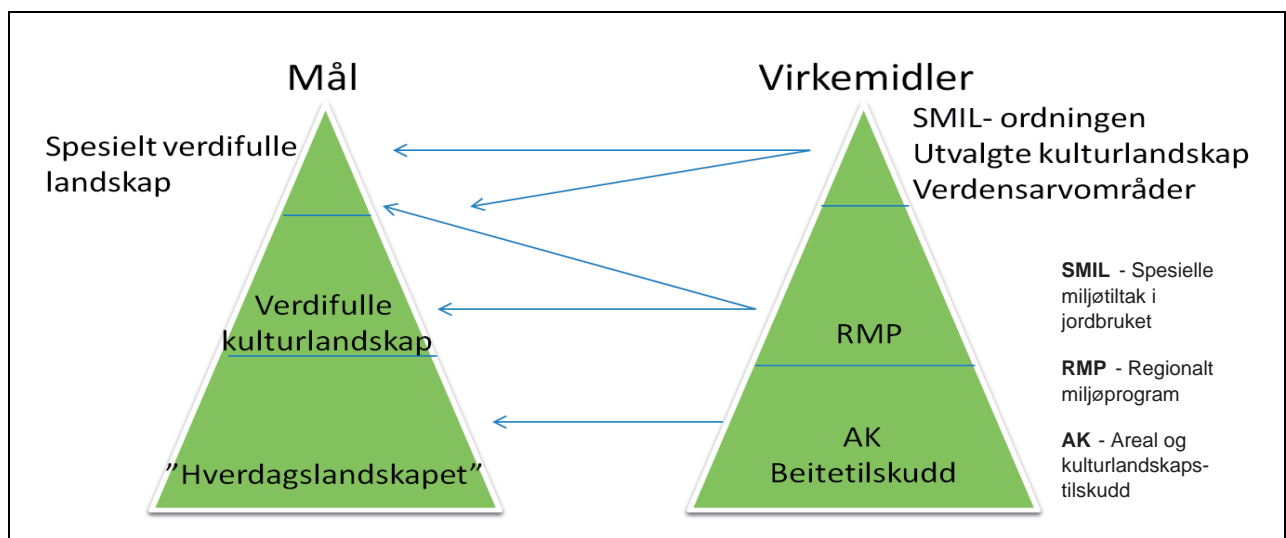 Mål
Spesielt verdifulle
landskap
Verdifulle
kulturlandskap
”Hverdagslandskapet”
Virkemidler
SMIL- ordningen
Utvalgte kulturlandskap
Verdensarvområder
RMP
AK
Beitetilskudd
SMIL - Spesielle
miljøtiltak i
jordbruket
RMP - Regionalt
miljøprogram
AK - Areal og
kulturlandskaps-
tilskudd